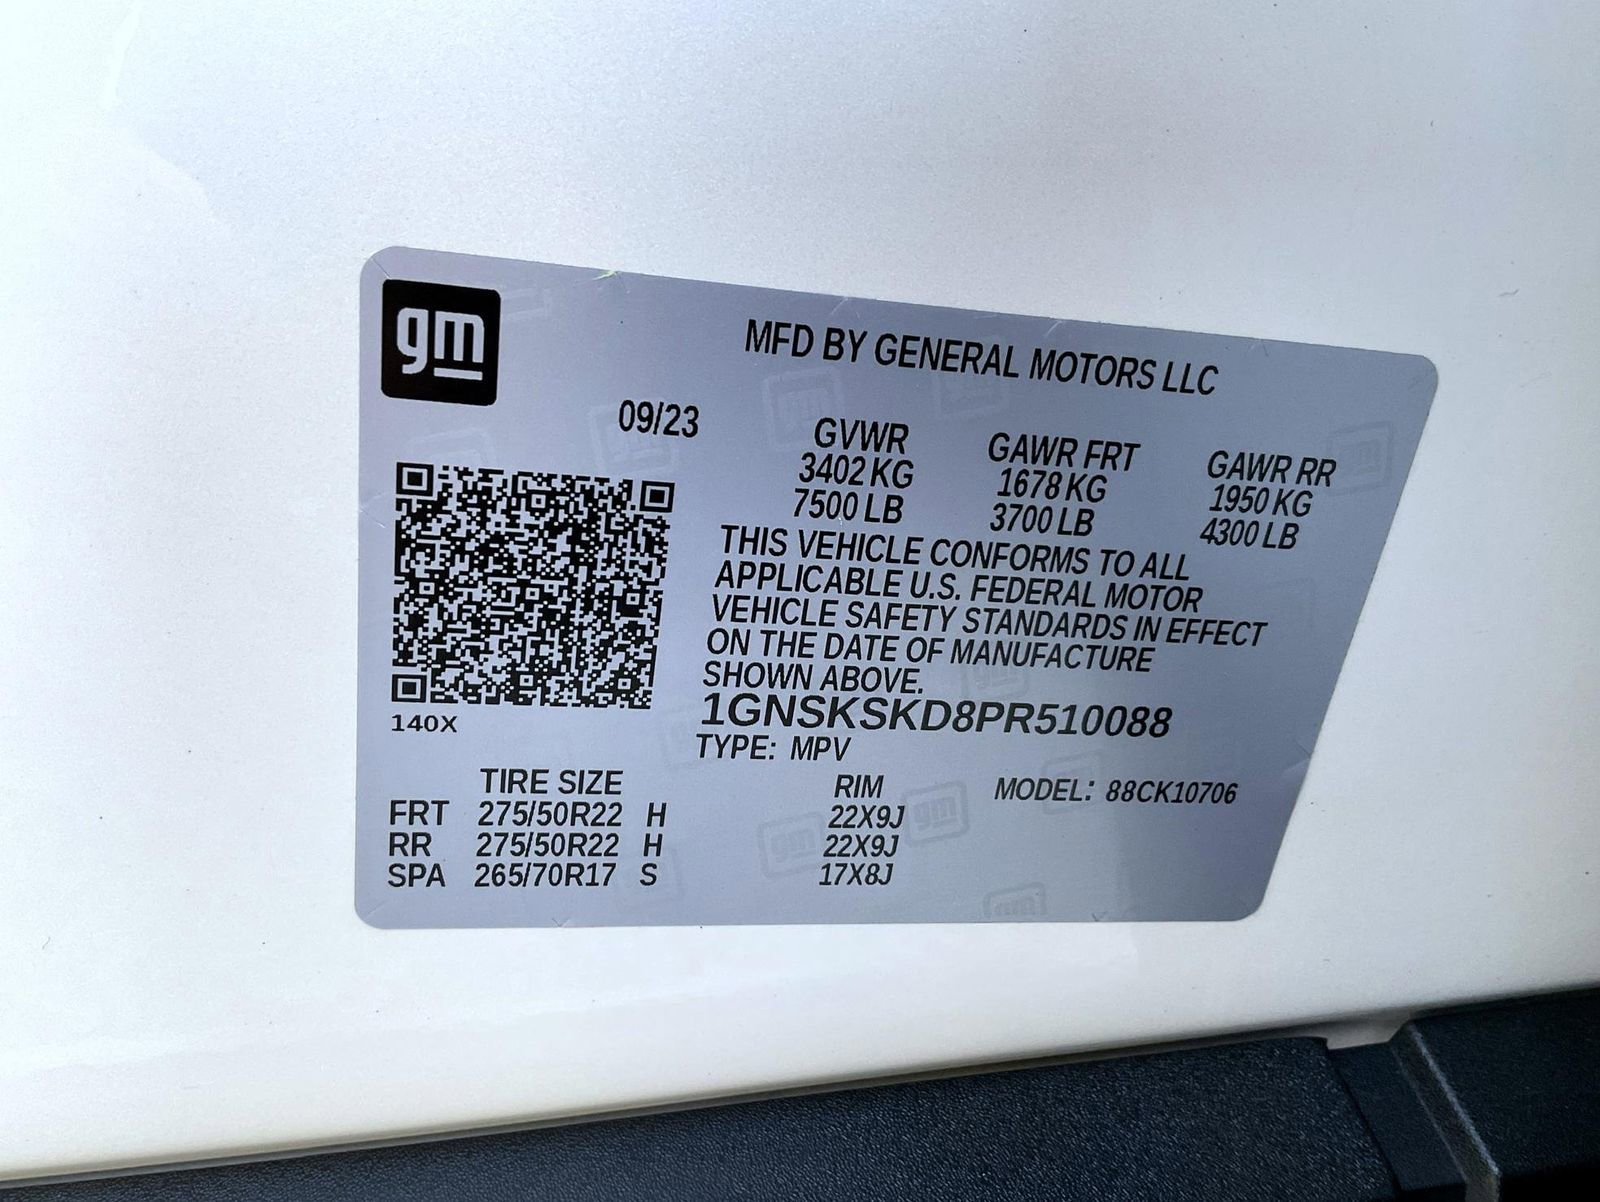 gm
MFD BY GENERAL MOTORS LLC
09/23
GVWR GAWR FRT GAWR RR
3402 KG 1678 KG 1950 KG
7500 LB 3700 LB 4300 LB
THIS VEHICLE CONFORMS TO ALL
APPLICABLE U.S. FEDERAL MOTOR
VEHICLE SAFETY STANDARDS IN EFFECT
ON THE DATE OF MANUFACTURE
SHOWN ABOVE.
1GNSKSKD8PR510088
140X
TYPE: MPV
TIRE SIZE RIM MODEL: 88CK10706
FRT 275/50R22 H 22X9J
RR 275/50R22 H 22X9J
SPA 265/70R17 S 17X8J